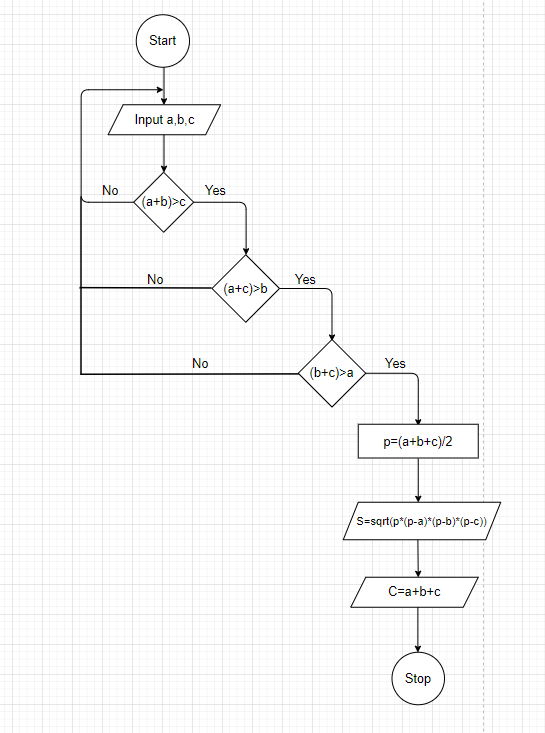 Start
Input a,b,c
No
(a+b)>c
Yes
No
(a+c)>b
Yes
No
(b+c)>a
Yes
p=(a+b+c)/2
S=sqrt(p*(p-a)*(p-b)*(p-c))
C=a+b+c
Stop